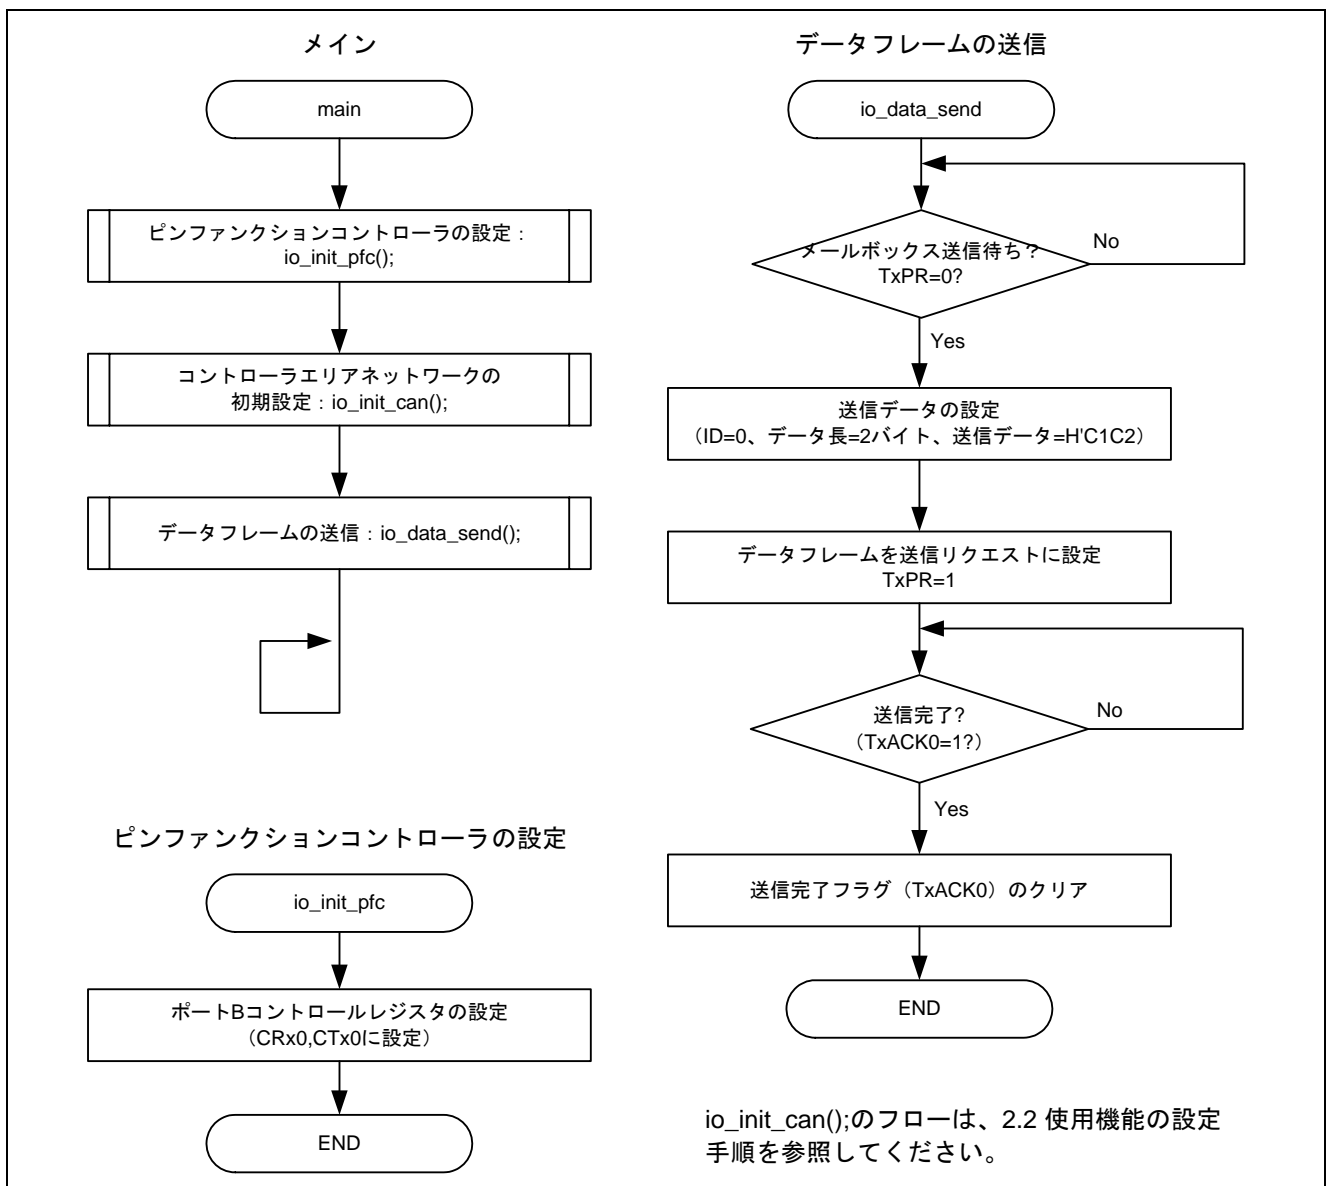 メイン
main
ピンファンクションコントローラの設定：
io_init_pfc();
コントローラエリアネットワークの
初期設定：io_init_can();
データフレームの送信：io_data_send();
ピンファンクションコントローラの設定
io_init_pfc
ポートBコントロールレジスタの設定
（CRx0,CTx0に設定）
END
データフレームの送信
io_data_send
メールボックス送信待ち？
TxPR=0?
No
Yes
送信データの設定
（ID=0、データ長=2バイト、送信データ=H'C1C2）
データフレームを送信リクエストに設定
TxPR=1
送信完了?
（TxACK0=1?）
No
Yes
送信完了フラグ（TxACK0）のクリア
END
io_init_can();のフローは、2.2 使用機能の設定
手順を参照してください。